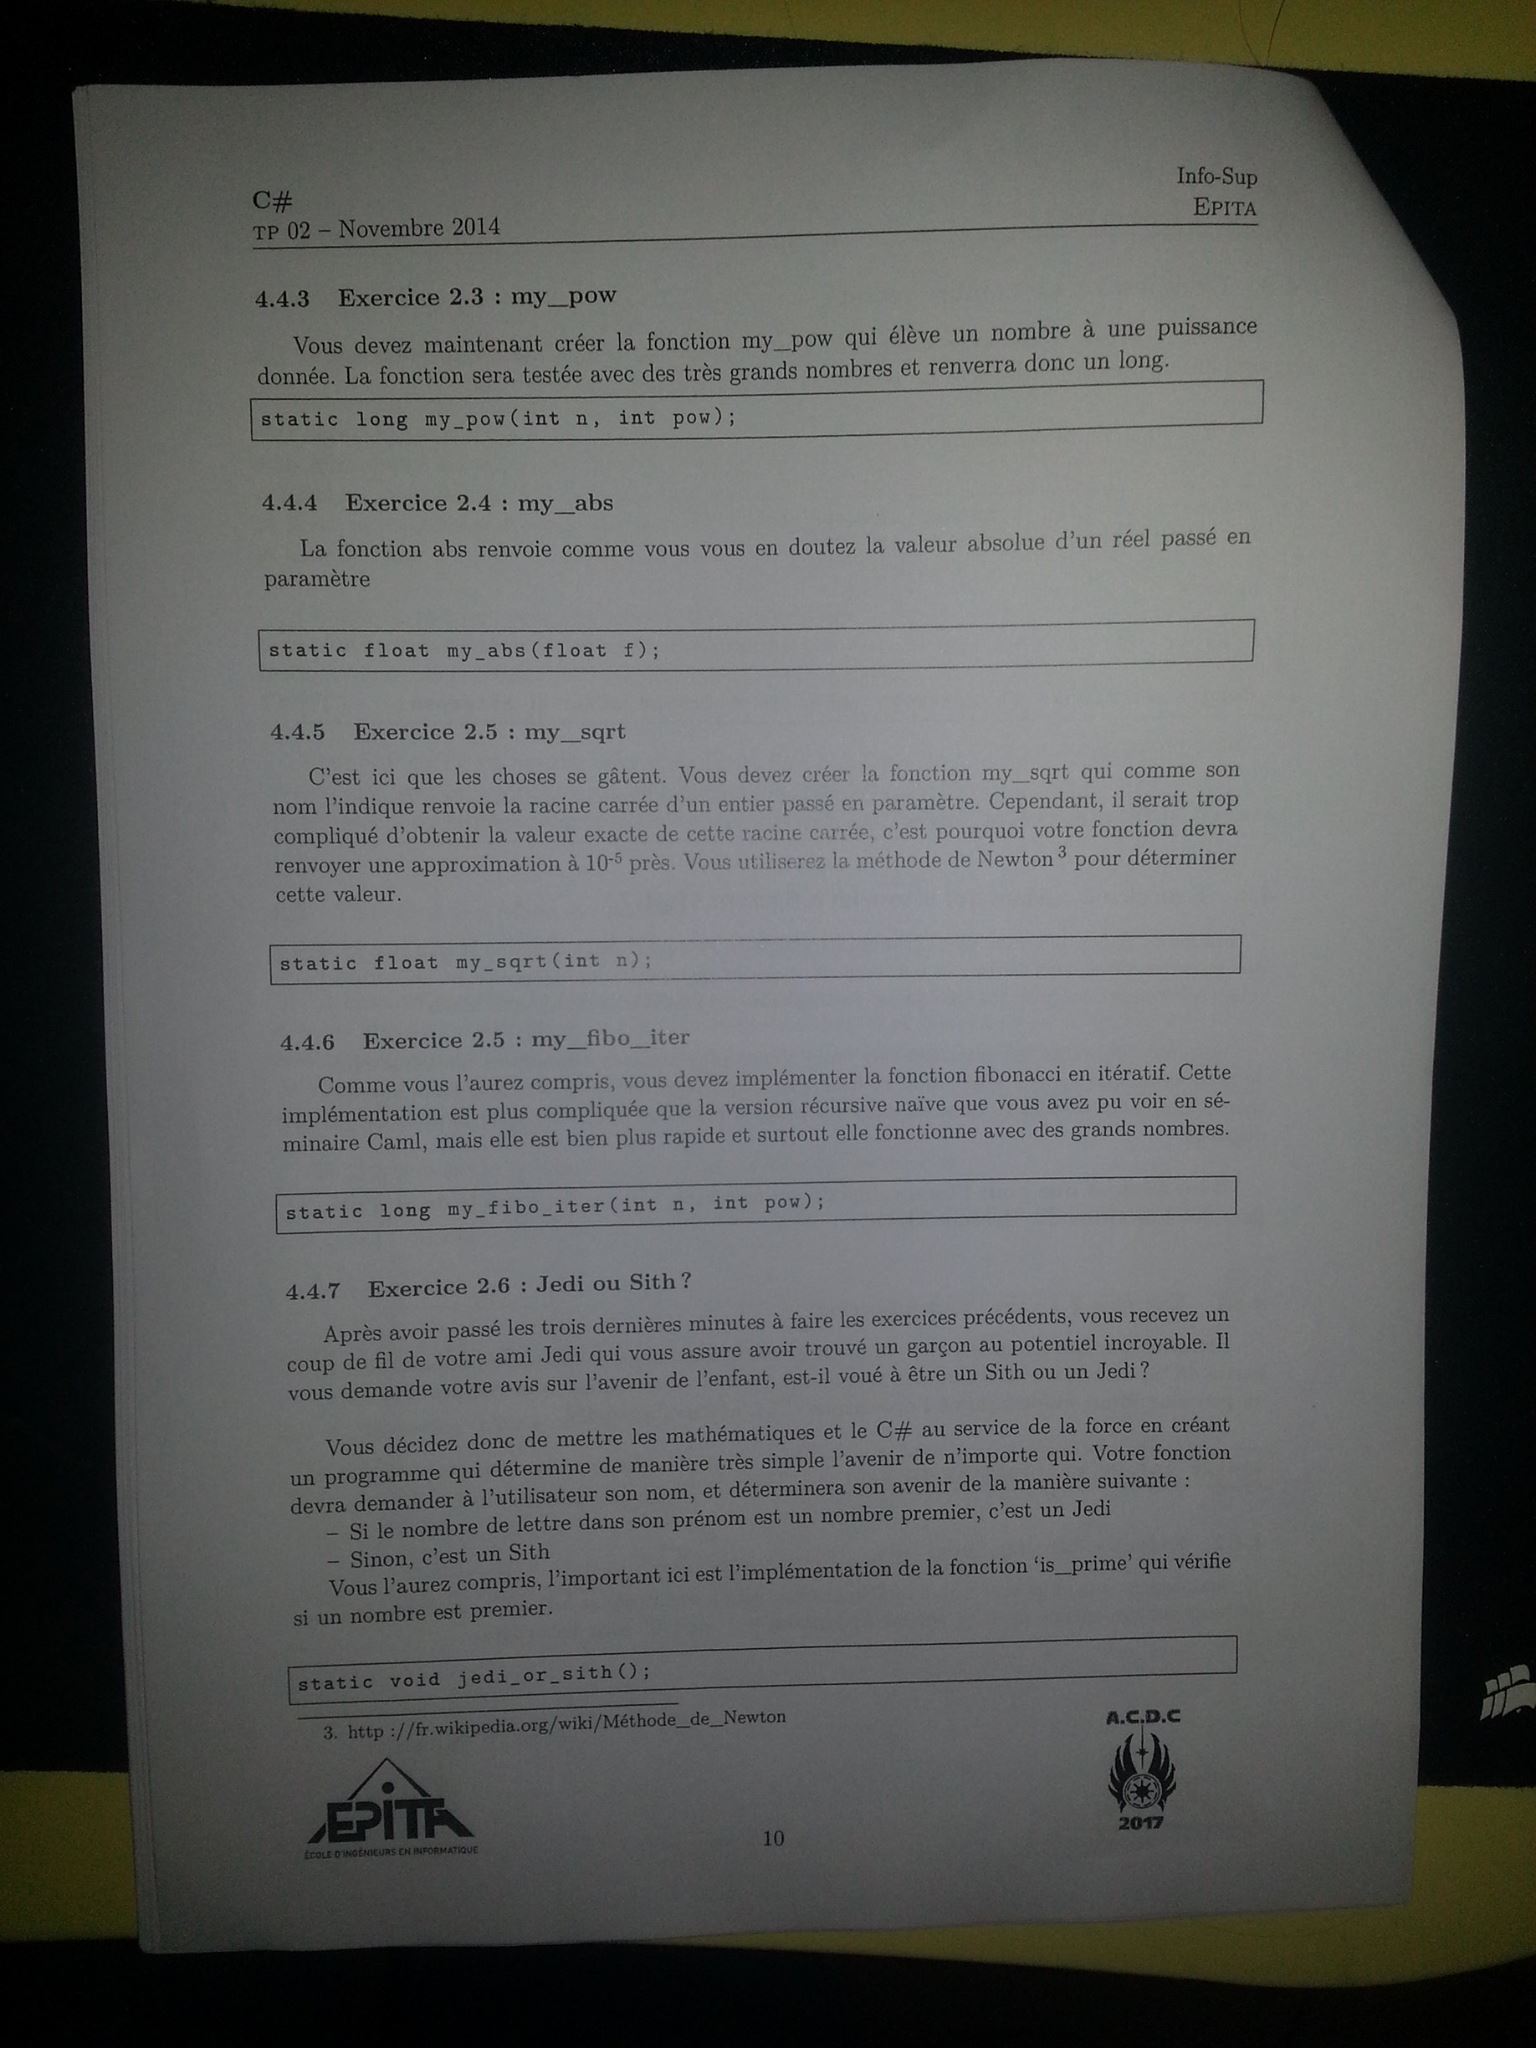 C#
TP 02 – Novembre 2014
Info-Sup
EPITA
4.4.3 Exercice 2.3 : my_pow
Vous devez maintenant créer la fonction my_pow qui élève un nombre à une puissance
donnée. La fonction sera testée avec des très grands nombres et renverra donc un long.
static long my_pow(int n, int pow);
4.4.4 Exercice 2.4 : my_abs
La fonction abs renvoie comme vous vous en doutez la valeur absolue d'un réel passé en
paramètre
static float my_abs(float f);
4.4.5 Exercice 2.5 : my_sqrt
C'est ici que les choses se gâtent. Vous devez créer la fonction my_sqrt qui comme son
nom l'indique renvoie la racine carrée d'un entier passé en paramètre. Cependant, il serait trop
compliqué d'obtenir la valeur exacte de cette racine carrée, c'est pourquoi votre fonction devra
renvoyer une approximation à 10⁻⁵ près. Vous utiliserez la méthode de Newton ³ pour déterminer
cette valeur.
static float my_sqrt(int n);
4.4.6 Exercice 2.5 : my_fibo_iter
Comme vous l'aurez compris, vous devez implémenter la fonction fibonacci en itératif. Cette
implémentation est plus compliquée que la version récursive naïve que vous avez pu voir en sé-
minaire Caml, mais elle est bien plus rapide et surtout elle fonctionne avec des grands nombres.
static long my_fibo_iter(int n, int pow);
4.4.7 Exercice 2.6 : Jedi ou Sith ?
Après avoir passé les trois dernières minutes à faire les exercices précédents, vous recevez un
coup de fil de votre ami Jedi qui vous assure avoir trouvé un garçon au potentiel incroyable. Il
vous demande votre avis sur l'avenir de l'enfant, est-il voué à être un Sith ou un Jedi ?
Vous décidez donc de mettre les mathématiques et le C# au service de la force en créant
un programme qui détermine de manière très simple l'avenir de n'importe qui. Votre fonction
devra demander à l'utilisateur son nom, et déterminera son avenir de la manière suivante :
– Si le nombre de lettre dans son prénom est un nombre premier, c'est un Jedi
– Sinon, c'est un Sith
Vous l'aurez compris, l'important ici est l'implémentation de la fonction 'is_prime' qui vérifie
si un nombre est premier.
static void jedi_or_sith();
3. http ://fr.wikipedia.org/wiki/Méthode_de_Newton
EPITA
ÉCOLE D'INGÉNIEURS EN INFORMATIQUE
10
A.C.D.C
2017